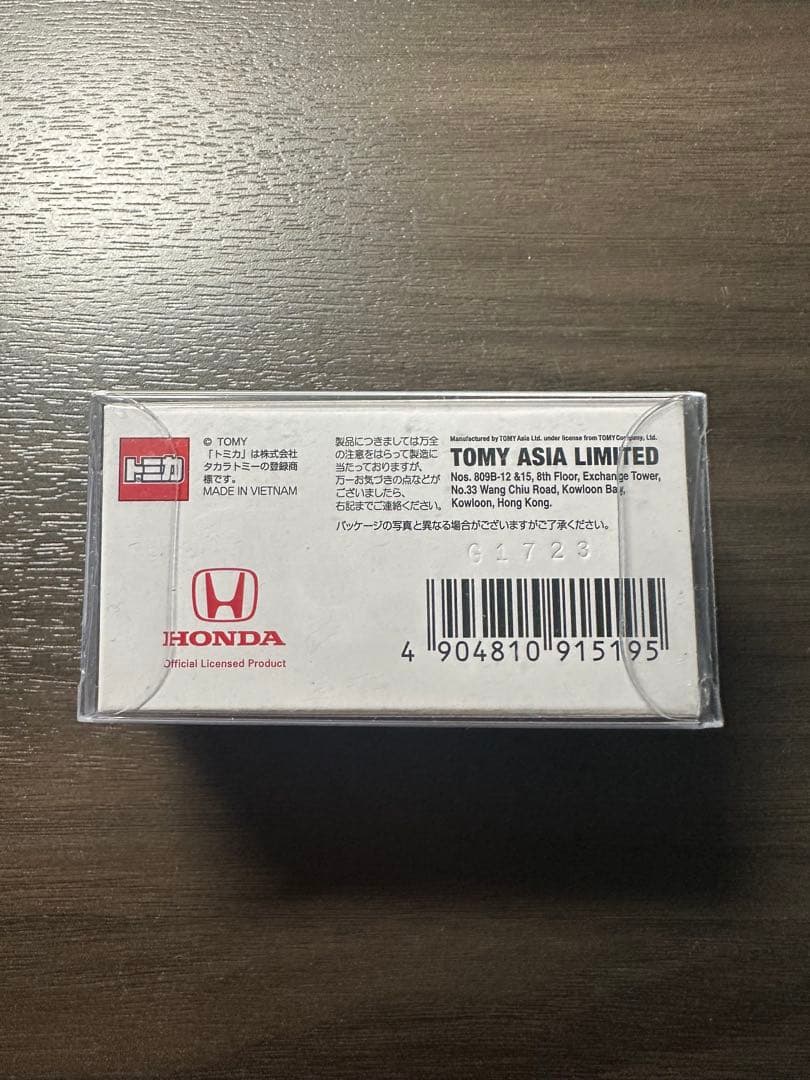 トミカ
© TOMY
「トミカ」は株式会社
タカラトミーの登録商
標です。
MADE IN VIETNAM
製品につきましては万全
の注意をはらって製造に
当たっておりますが、
万一お気づきの点などが
ございましたら、
右記までご連絡ください。
Manufactured by TOMY Asia Ltd. under license from TOMY Company, Ltd.
TOMY ASIA LIMITED
Nos. 809B-12 &15, 8th Floor, Exchange Tower,
No.33 Wang Chiu Road, Kowloon Bay,
Kowloon, Hong Kong.
パッケージの写真と異なる場合がございますがご了承ください。
G1723
HONDA
Official Licensed Product
4 904810 915195